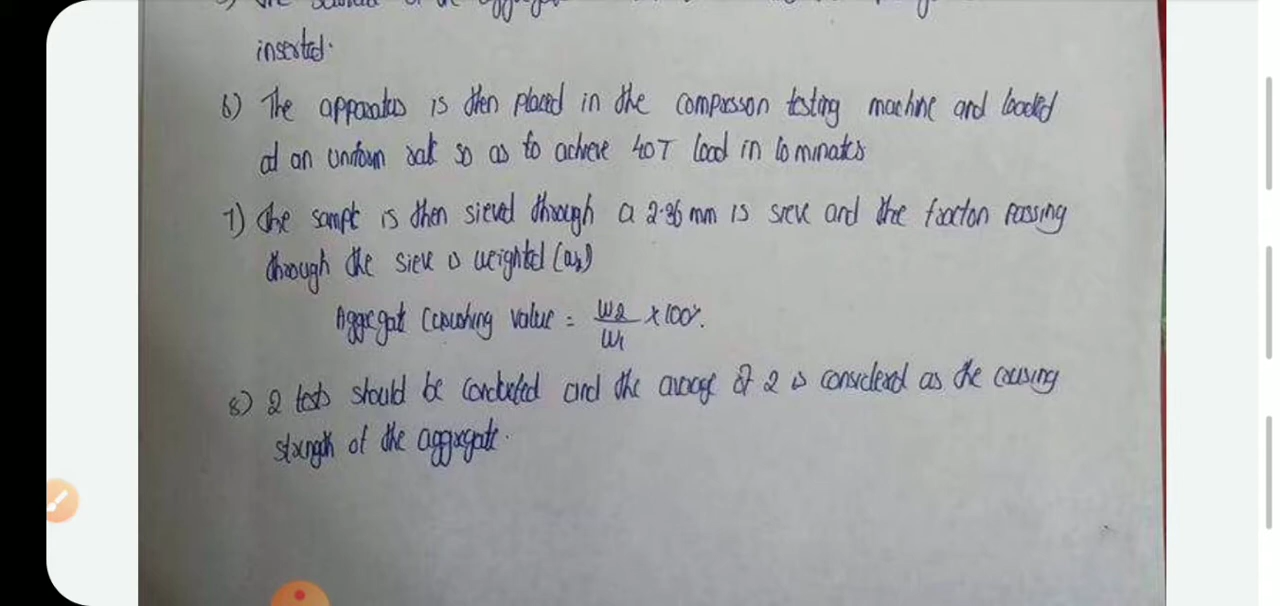 inserted.
6) The apparatus is then placed in the compression testing machine and loaded
at an uniform rate so as to achieve 40T load in 10 minutes
7) The sample is then sieved through a 2.36 mm is sieve and the fraction passing
through the sieve is weighted (w2)
Aggregate crushing value = W2/W1 × 100%.
8) 2 tests should be conducted and the average of 2 is considered as the crusing
strength of the aggregate.